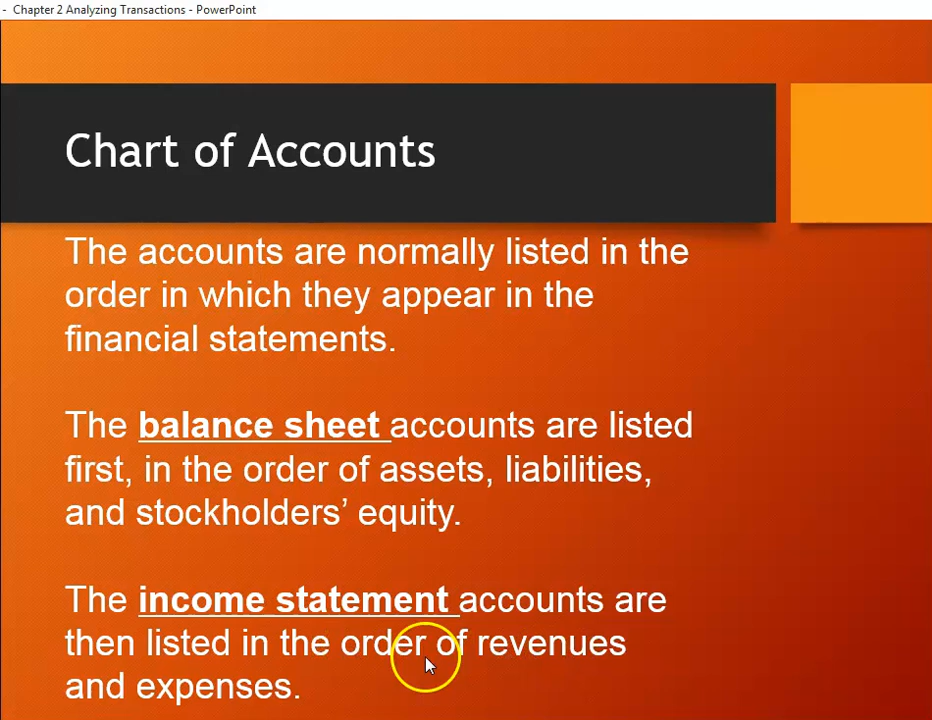 - Chapter 2 Analyzing Transactions - PowerPoint
Chart of Accounts
The accounts are normally listed in the
order in which they appear in the
financial statements.
The balance sheet accounts are listed
first, in the order of assets, liabilities,
and stockholders’ equity.
The income statement accounts are
then listed in the order of revenues
and expenses.